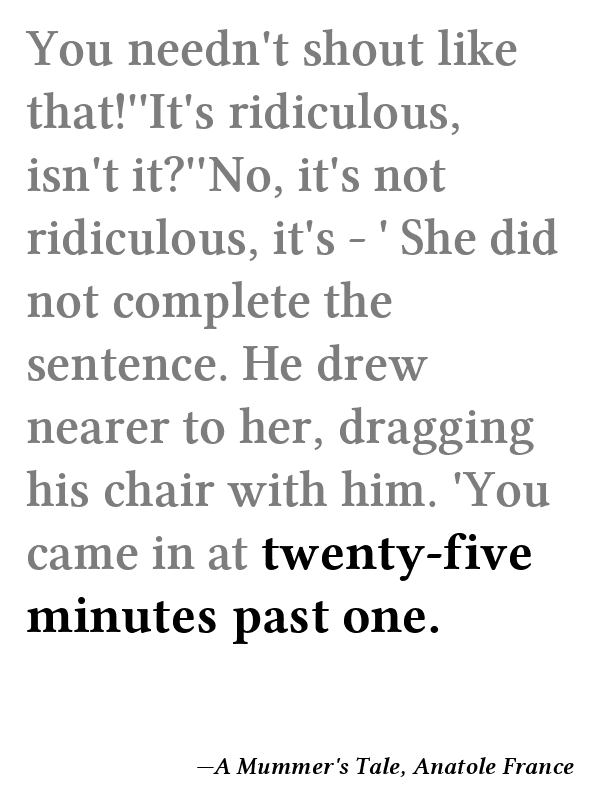 You needn't shout like
that!''It's ridiculous,
isn't it?''No, it's not
ridiculous, it's - ' She did
not complete the
sentence. He drew
nearer to her, dragging
his chair with him. 'You
came in at twenty-five
minutes past one.
—A Mummer's Tale, Anatole France